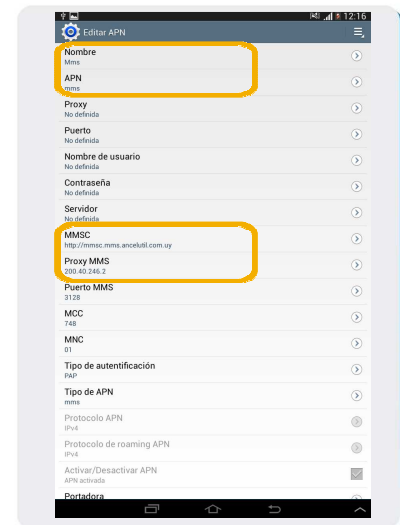 12:16
Editar APN
Nombre
Mms
APN
mms
Proxy
No definida
Puerto
No definida
Nombre de usuario
No definida
Contraseña
No definida
Servidor
No definida
MMSC
http://mmsc.mms.ancelutil.com.uy
Proxy MMS
200.40.246.2
Puerto MMS
3128
MCC
748
MNC
01
Tipo de autentificación
PAP
Tipo de APN
mms
Protocolo APN
IPv4
Protocolo de roaming APN
IPv4
Activar/Desactivar APN
APN activada
Portadora